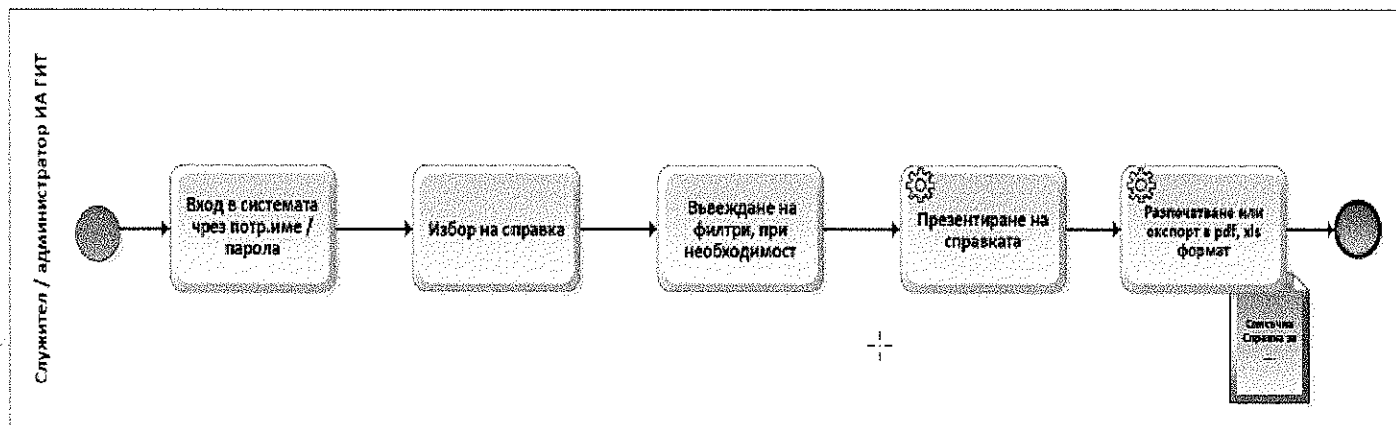 Служител / администратор ИА ГИТ
Вход в системата
чрез потр.име /
парола
Избор на справка
Въвеждане на
филтри, при
необходимост
Презентиране на
справката
Разпечатване или
експорт в pdf, xls
формат
Списъчна
Справка за
....